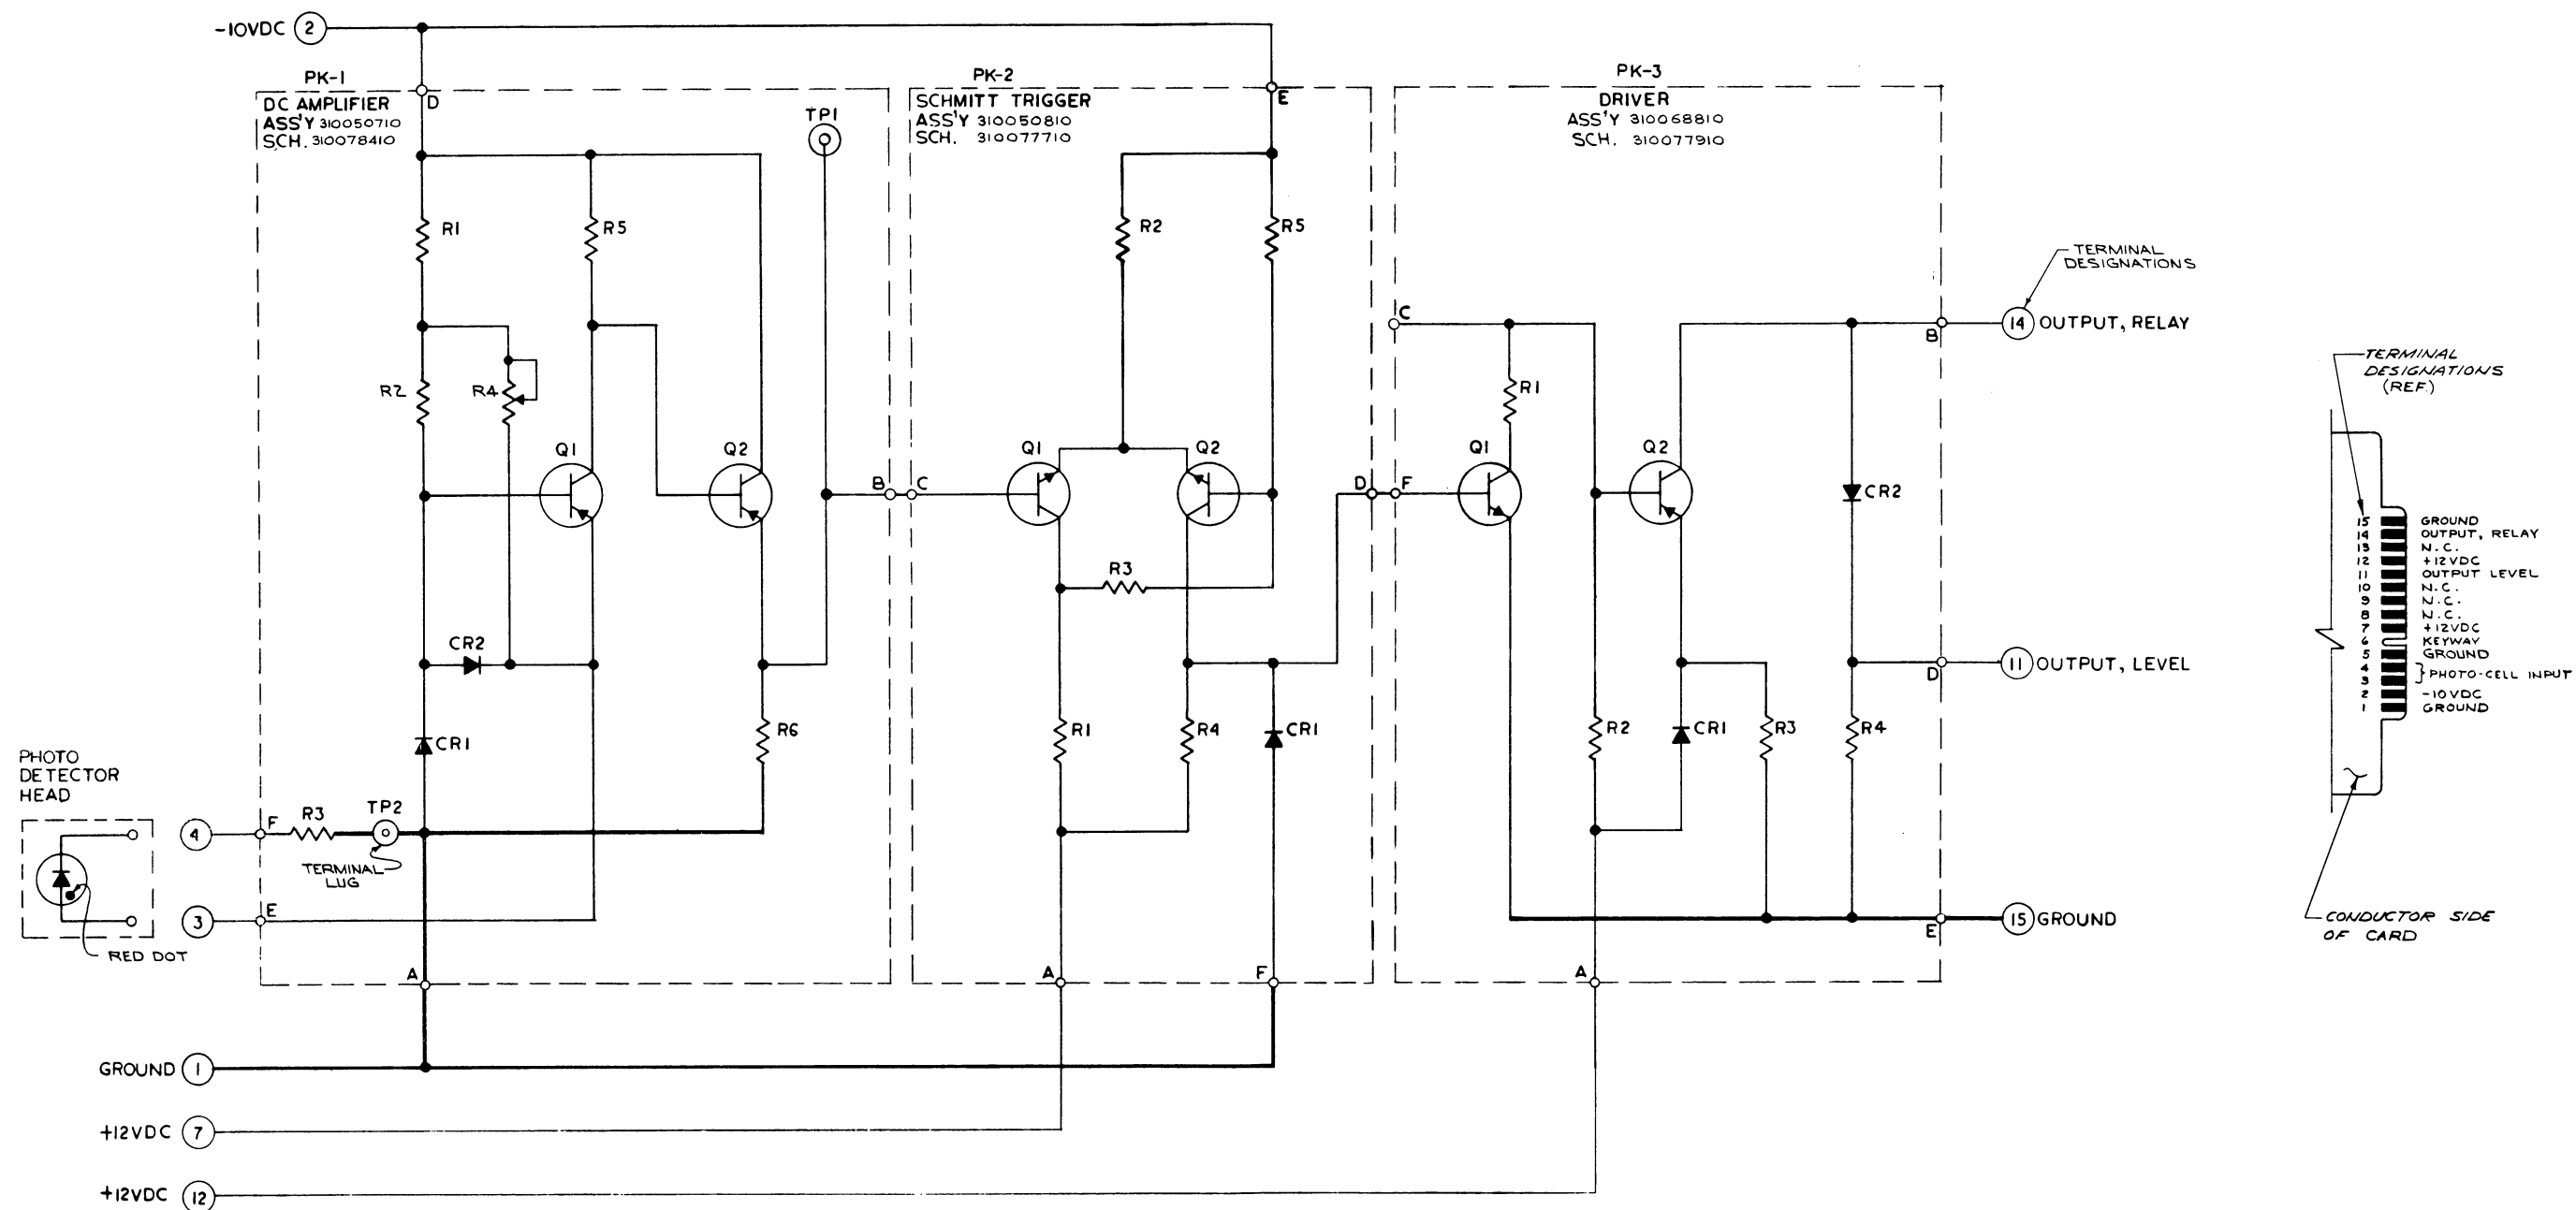 -10VDC 2
PK-1
D
DC AMPLIFIER
ASS'Y 310050710
SCH. 310078410
TP1
R1
R5
R2
R4
Q1
Q2
B
CR2
CR1
R6
PHOTO
DETECTOR
HEAD
4
F
R3
TP2
TERMINAL
LUG
3
E
RED DOT
A
PK-2
E
SCHMITT TRIGGER
ASS'Y 310050810
SCH. 310077710
R2
R5
C
Q1
Q2
D
R3
R1
R4
CR1
A
F
PK-3
DRIVER
ASS'Y 310068810
SCH. 310077910
C
R1
F
Q1
Q2
CR2
R2
CR1
R3
R4
A
TERMINAL
DESIGNATIONS
B
14 OUTPUT, RELAY
D
11 OUTPUT, LEVEL
E
15 GROUND
GROUND 1
+12VDC 7
+12VDC 12
TERMINAL
DESIGNATIONS
(REF.)
15 GROUND
14 OUTPUT, RELAY
13 N.C.
12 +12VDC
11 OUTPUT LEVEL
10 N.C.
9 N.C.
8 N.C.
7 +12VDC
6 KEYWAY
5 GROUND
4
3 PHOTO-CELL INPUT
2 -10VDC
1 GROUND
CONDUCTOR SIDE
OF CARD